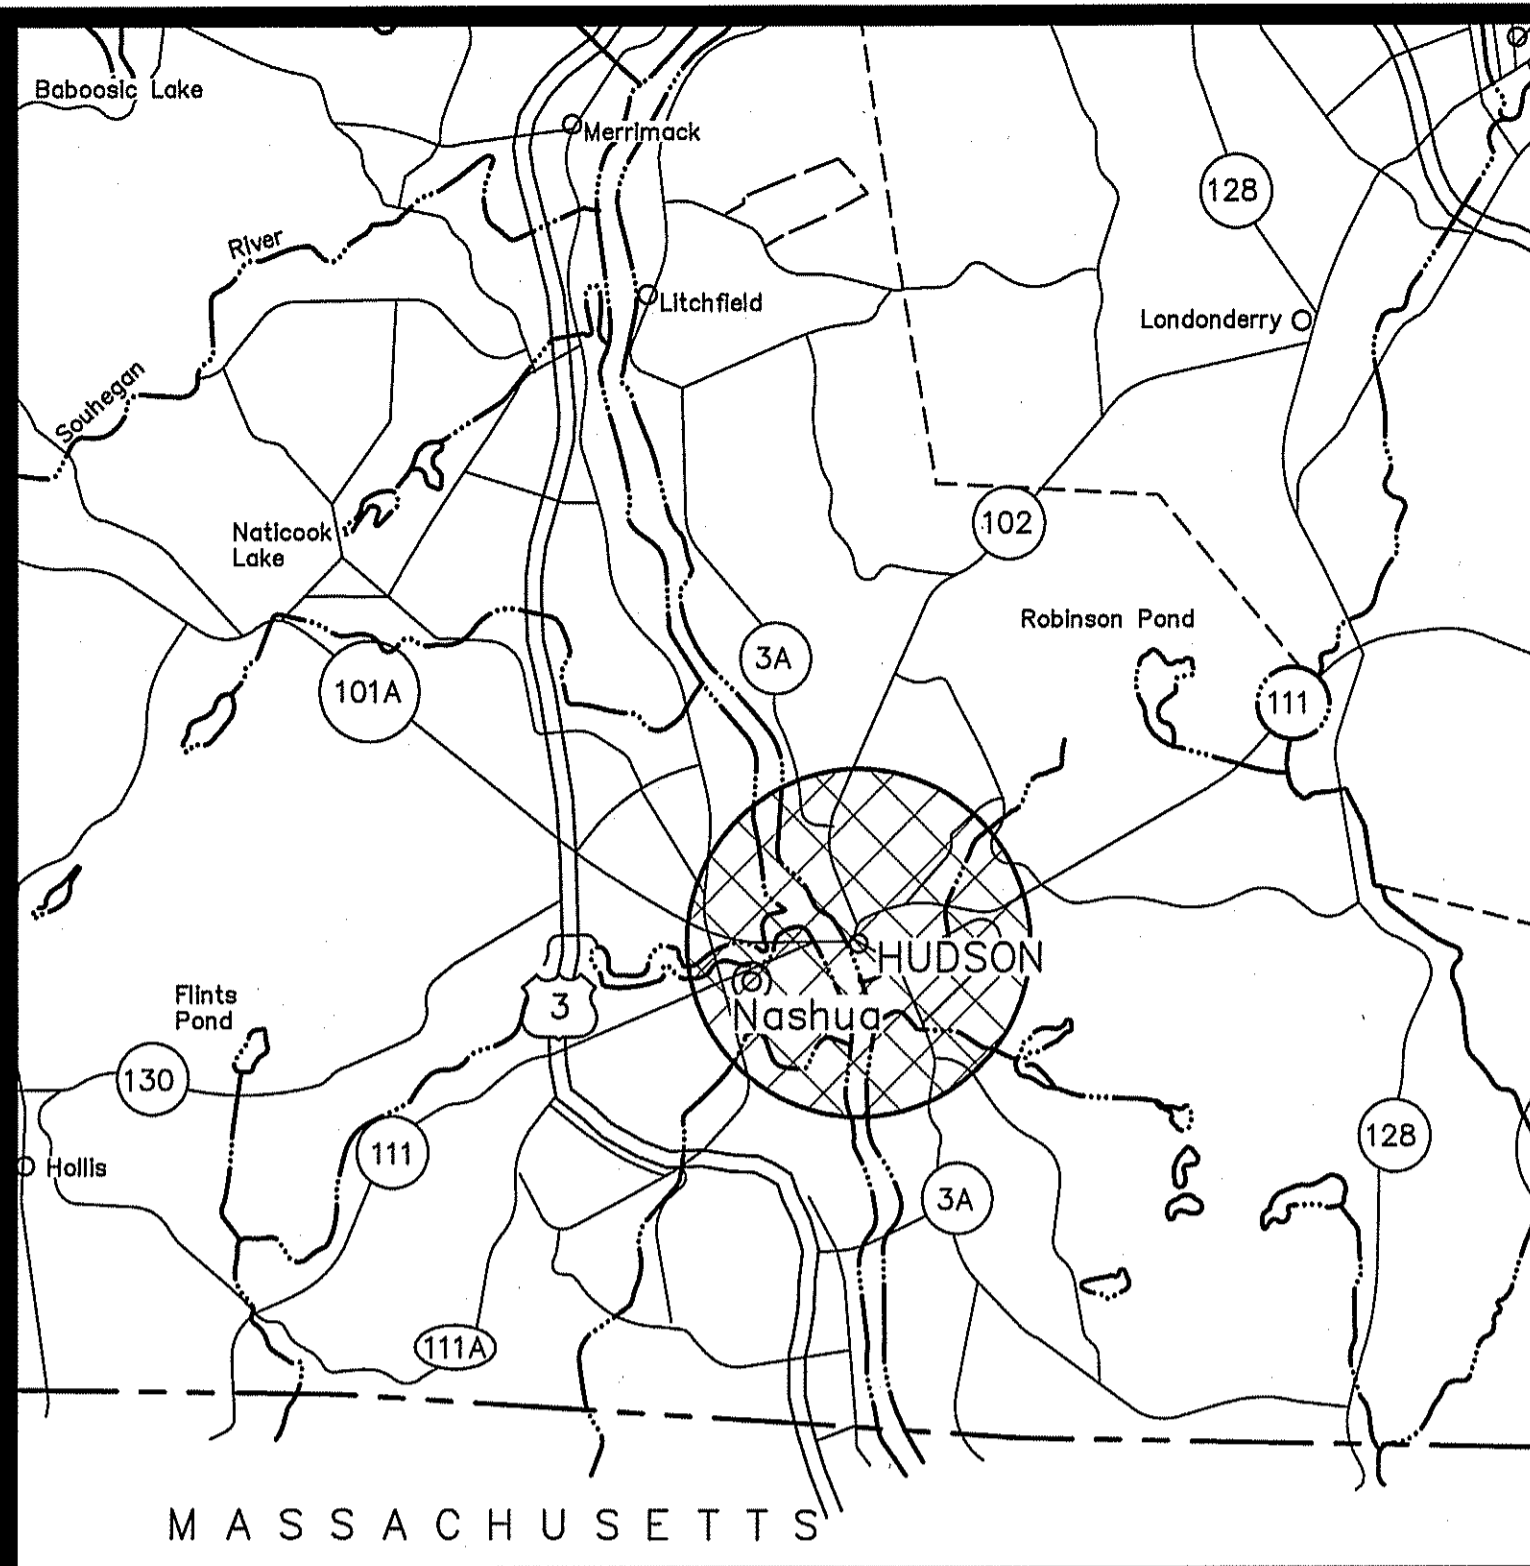 Baboosic Lake
Merrimack
128
River
Litchfield
Londonderry
Souhegan
102
Naticook
Lake
Robinson Pond
3A
101A
111
HUDSON
3
Nashua
Flints
Pond
130
111
128
Hollis
3A
111A
MASSACHUSETTS